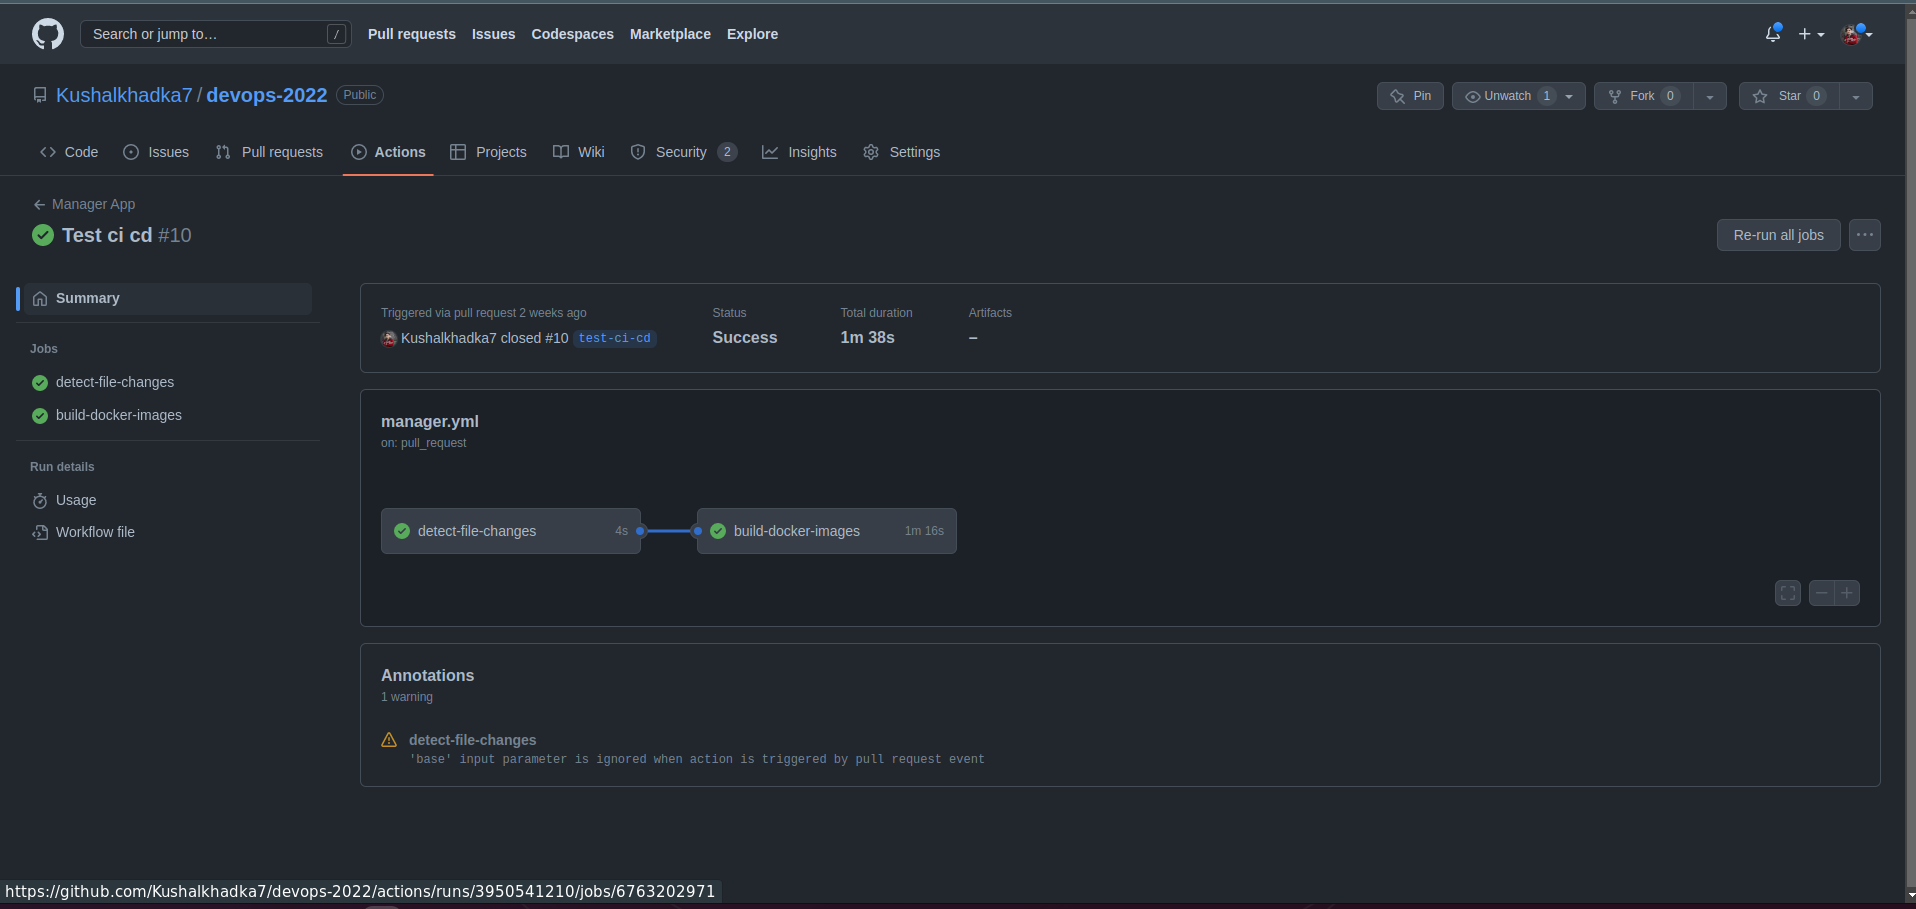 Search or jump to… /
Pull requests Issues Codespaces Marketplace Explore
Kushalkhadka7 / devops-2022 Public
Pin Unwatch 1 Fork 0 Star 0
Code Issues Pull requests Actions Projects Wiki Security 2 Insights Settings
Manager App
Test ci cd #10
Re-run all jobs
Summary
Jobs
detect-file-changes
build-docker-images
Run details
Usage
Workflow file
Triggered via pull request 2 weeks ago
Kushalkhadka7 closed #10 test-ci-cd
Status
Success
Total duration
1m 38s
Artifacts
–
manager.yml
on: pull_request
detect-file-changes 4s
build-docker-images 1m 16s
Annotations
1 warning
detect-file-changes
'base' input parameter is ignored when action is triggered by pull request event
https://github.com/Kushalkhadka7/devops-2022/actions/runs/3950541210/jobs/6763202971